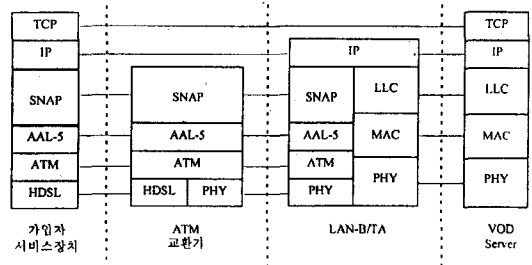 TCP TCP
IP IP IP
SNAP SNAP SNAP LLC LLC
AAL-5 AAL-5 AAL-5 MAC MAC
ATM ATM ATM
HDSL HDSL PHY PHY PHY PHY
가입자 ATM LAN-B/TA VOD
서비스장치 교환기 Server